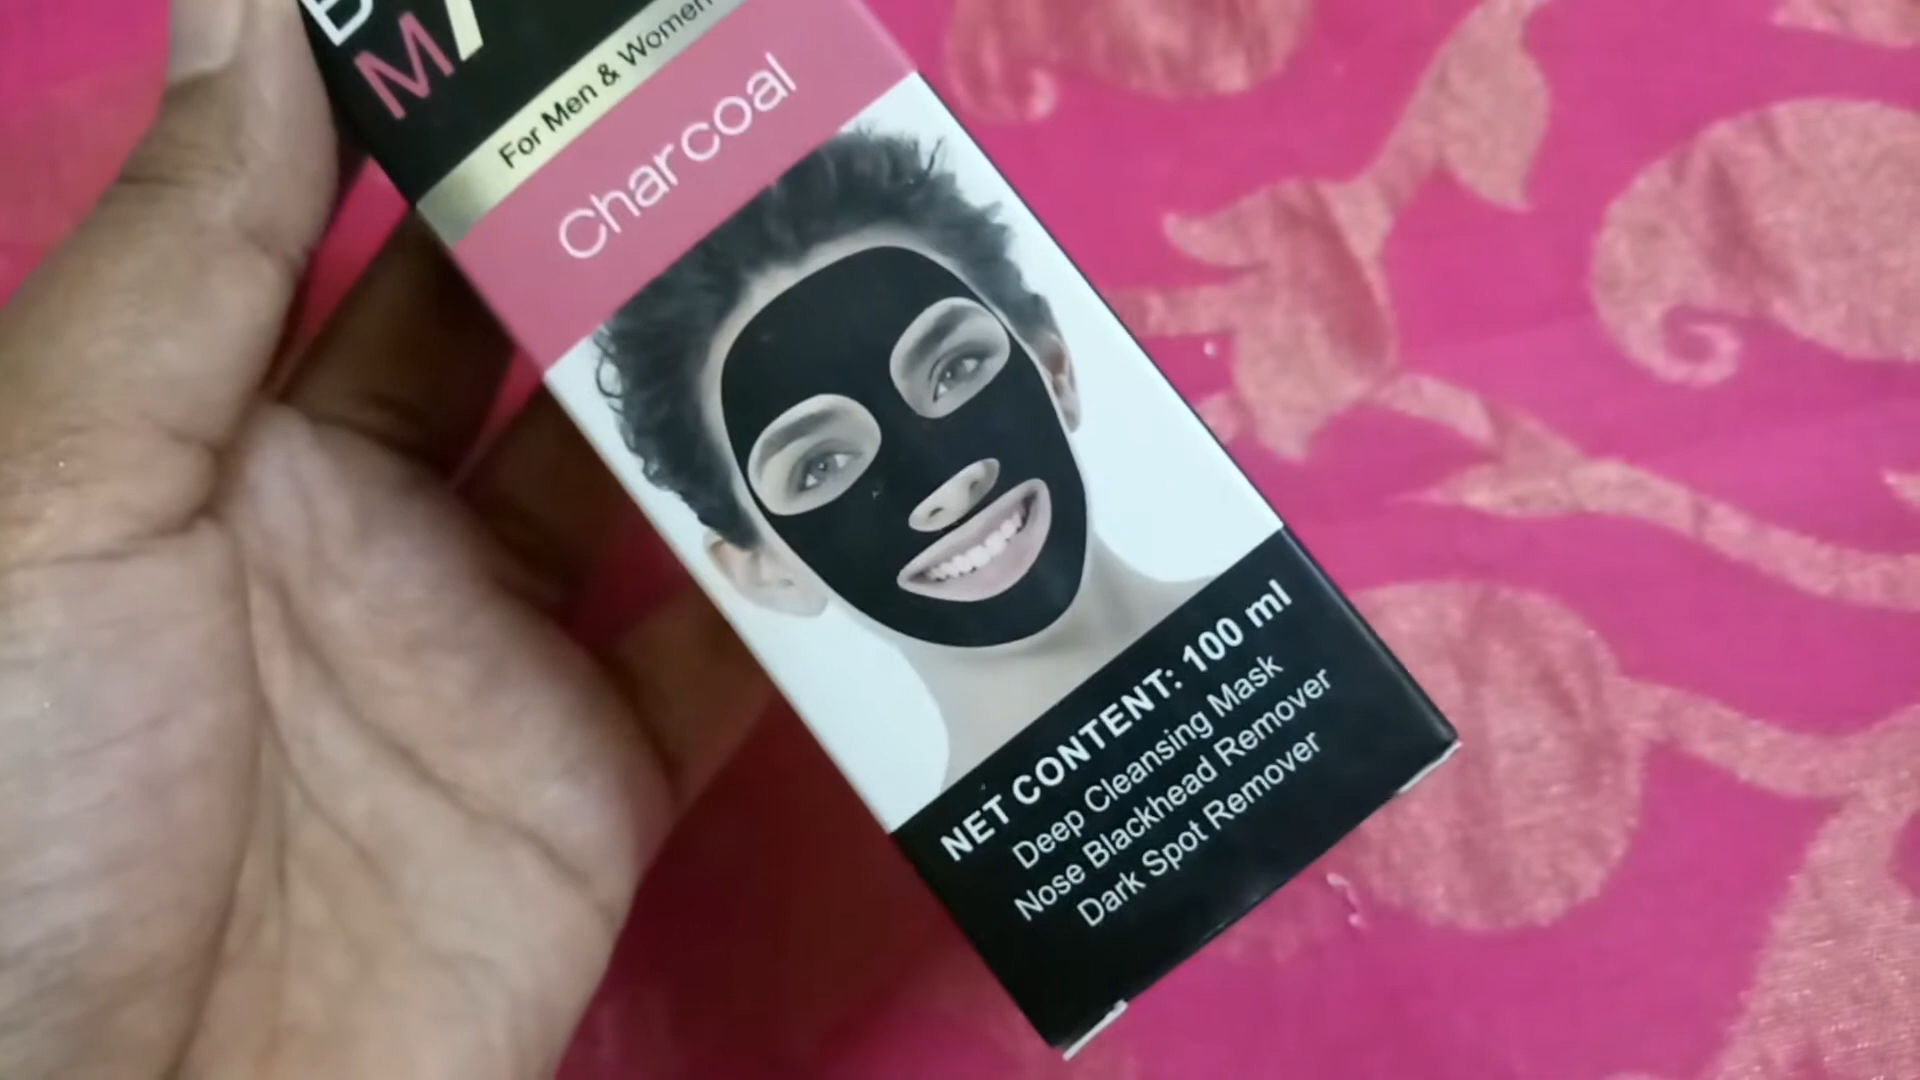 For Men & Women
Charcoal
NET CONTENT: 100 ml
Deep Cleansing Mask
Nose Blackhead Remover
Dark Spot Remover